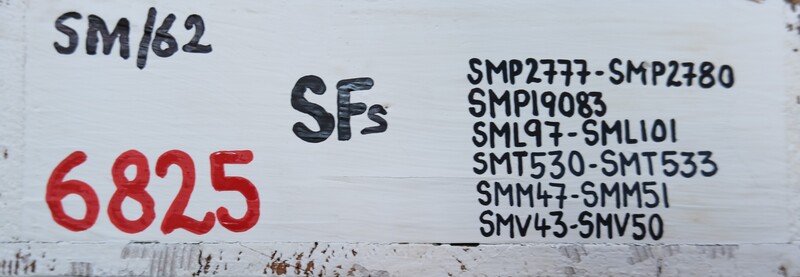 SM/62
6825
SFs
SMP2777-SMP2780
SMP19083
SML97-SML101
SMT530-SMT533
SMM47-SMM51
SMV43-SMV50